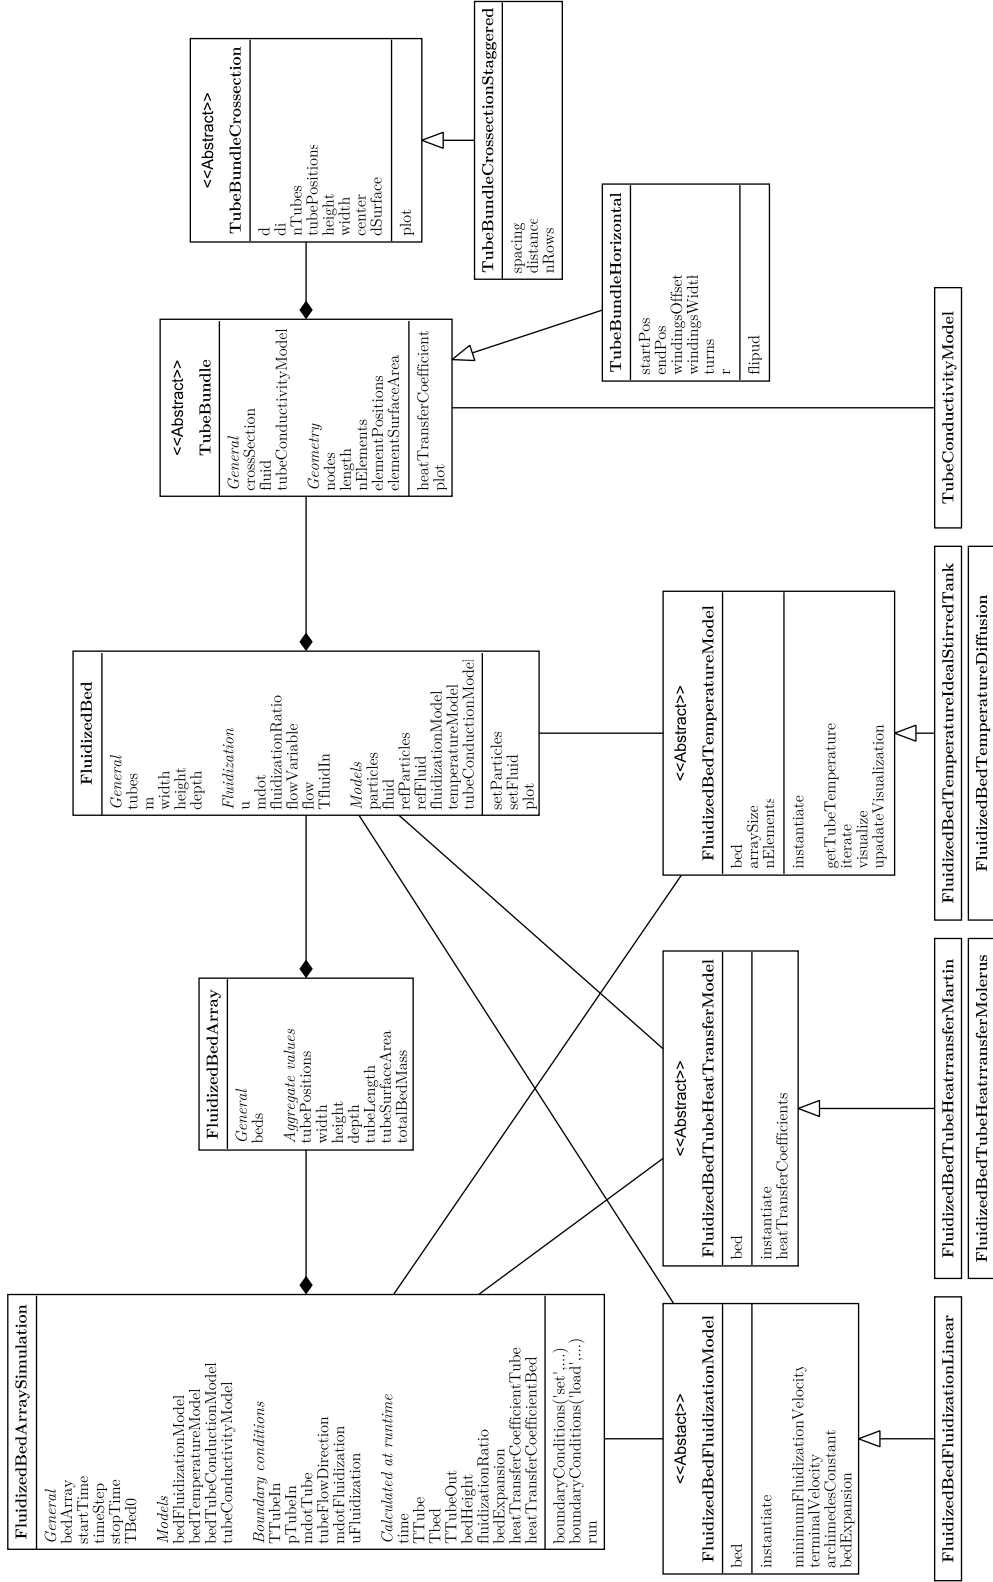 FluidizedBedArraySimulation
General
bedArray
startTime
timeStep
stopTime
TBed0
Models
bedFluidizationModel
bedTemperatureModel
bedTubeConductionModel
tubeConductivityModel
Boundary conditions
TTubeIn
pTubeIn
mdotTube
tubeFlowDirection
mdotFluidization
uFluidization
Calculated at runtime
time
TTube
Tbed
TTubeOut
bedHeight
fluidizationRatio
bedExpansion
heatTransferCoefficientTube
heatTransferCoefficientBed
boundaryConditions('set',...)
boundaryConditions('load',...)
run
FluidizedBedArray
General
beds
Aggregate values
tubePositions
width
height
depth
tubeLength
tubeSurfaceArea
totalBedMass
FluidizedBed
General
tubes
m
width
height
depth
Fluidization
u
mdot
fluidizationRatio
flowVariable
flow
TfluidIn
Models
particles
fluid
refParticles
refFluid
fluidizationModel
temperatureModel
tubeConductionModel
setParticles
setFluid
plot
<<Abstract>>
TubeBundle
General
crossSection
fluid
tubeConductivityModel
Geometry
nodes
length
nElements
elementPositions
elementSurfaceArea
heatTransferCoefficient
plot
<<Abstract>>
TubeBundleCrossection
d
di
nTubes
tubePositions
height
width
center
dSurface
plot
TubeBundleCrossectionStaggered
spacing
distance
nRows
TubeBundleHorizontal
startPos
endPos
windingsOffset
windingsWidth
turns
r
flipud
<<Abstact>>
FluidizedBedFluidizationModel
bed
instantiate
minimumFluidizationVelocity
terminalVelocity
archimedesConstant
bedExpansion
<<Abstract>>
FluidizedBedTubeHeatTransferModel
bed
instantiate
heatTransferCoefficients
<<Abstract>>
FluidizedBedTemperatureModel
bed
arraySize
nElements
instantiate
getTubeTemperature
iterate
visualize
upadateVisualization
FluidizedBedFluidizationLinear
FluidizedBedTubeHeatrransferMartin
FluidizedBedTubeHeatrransferMolerus
FluidizedBedTemperatureIdealStirredTank
FluidizedBedTemperatureDiffusion
TubeConductivityModel